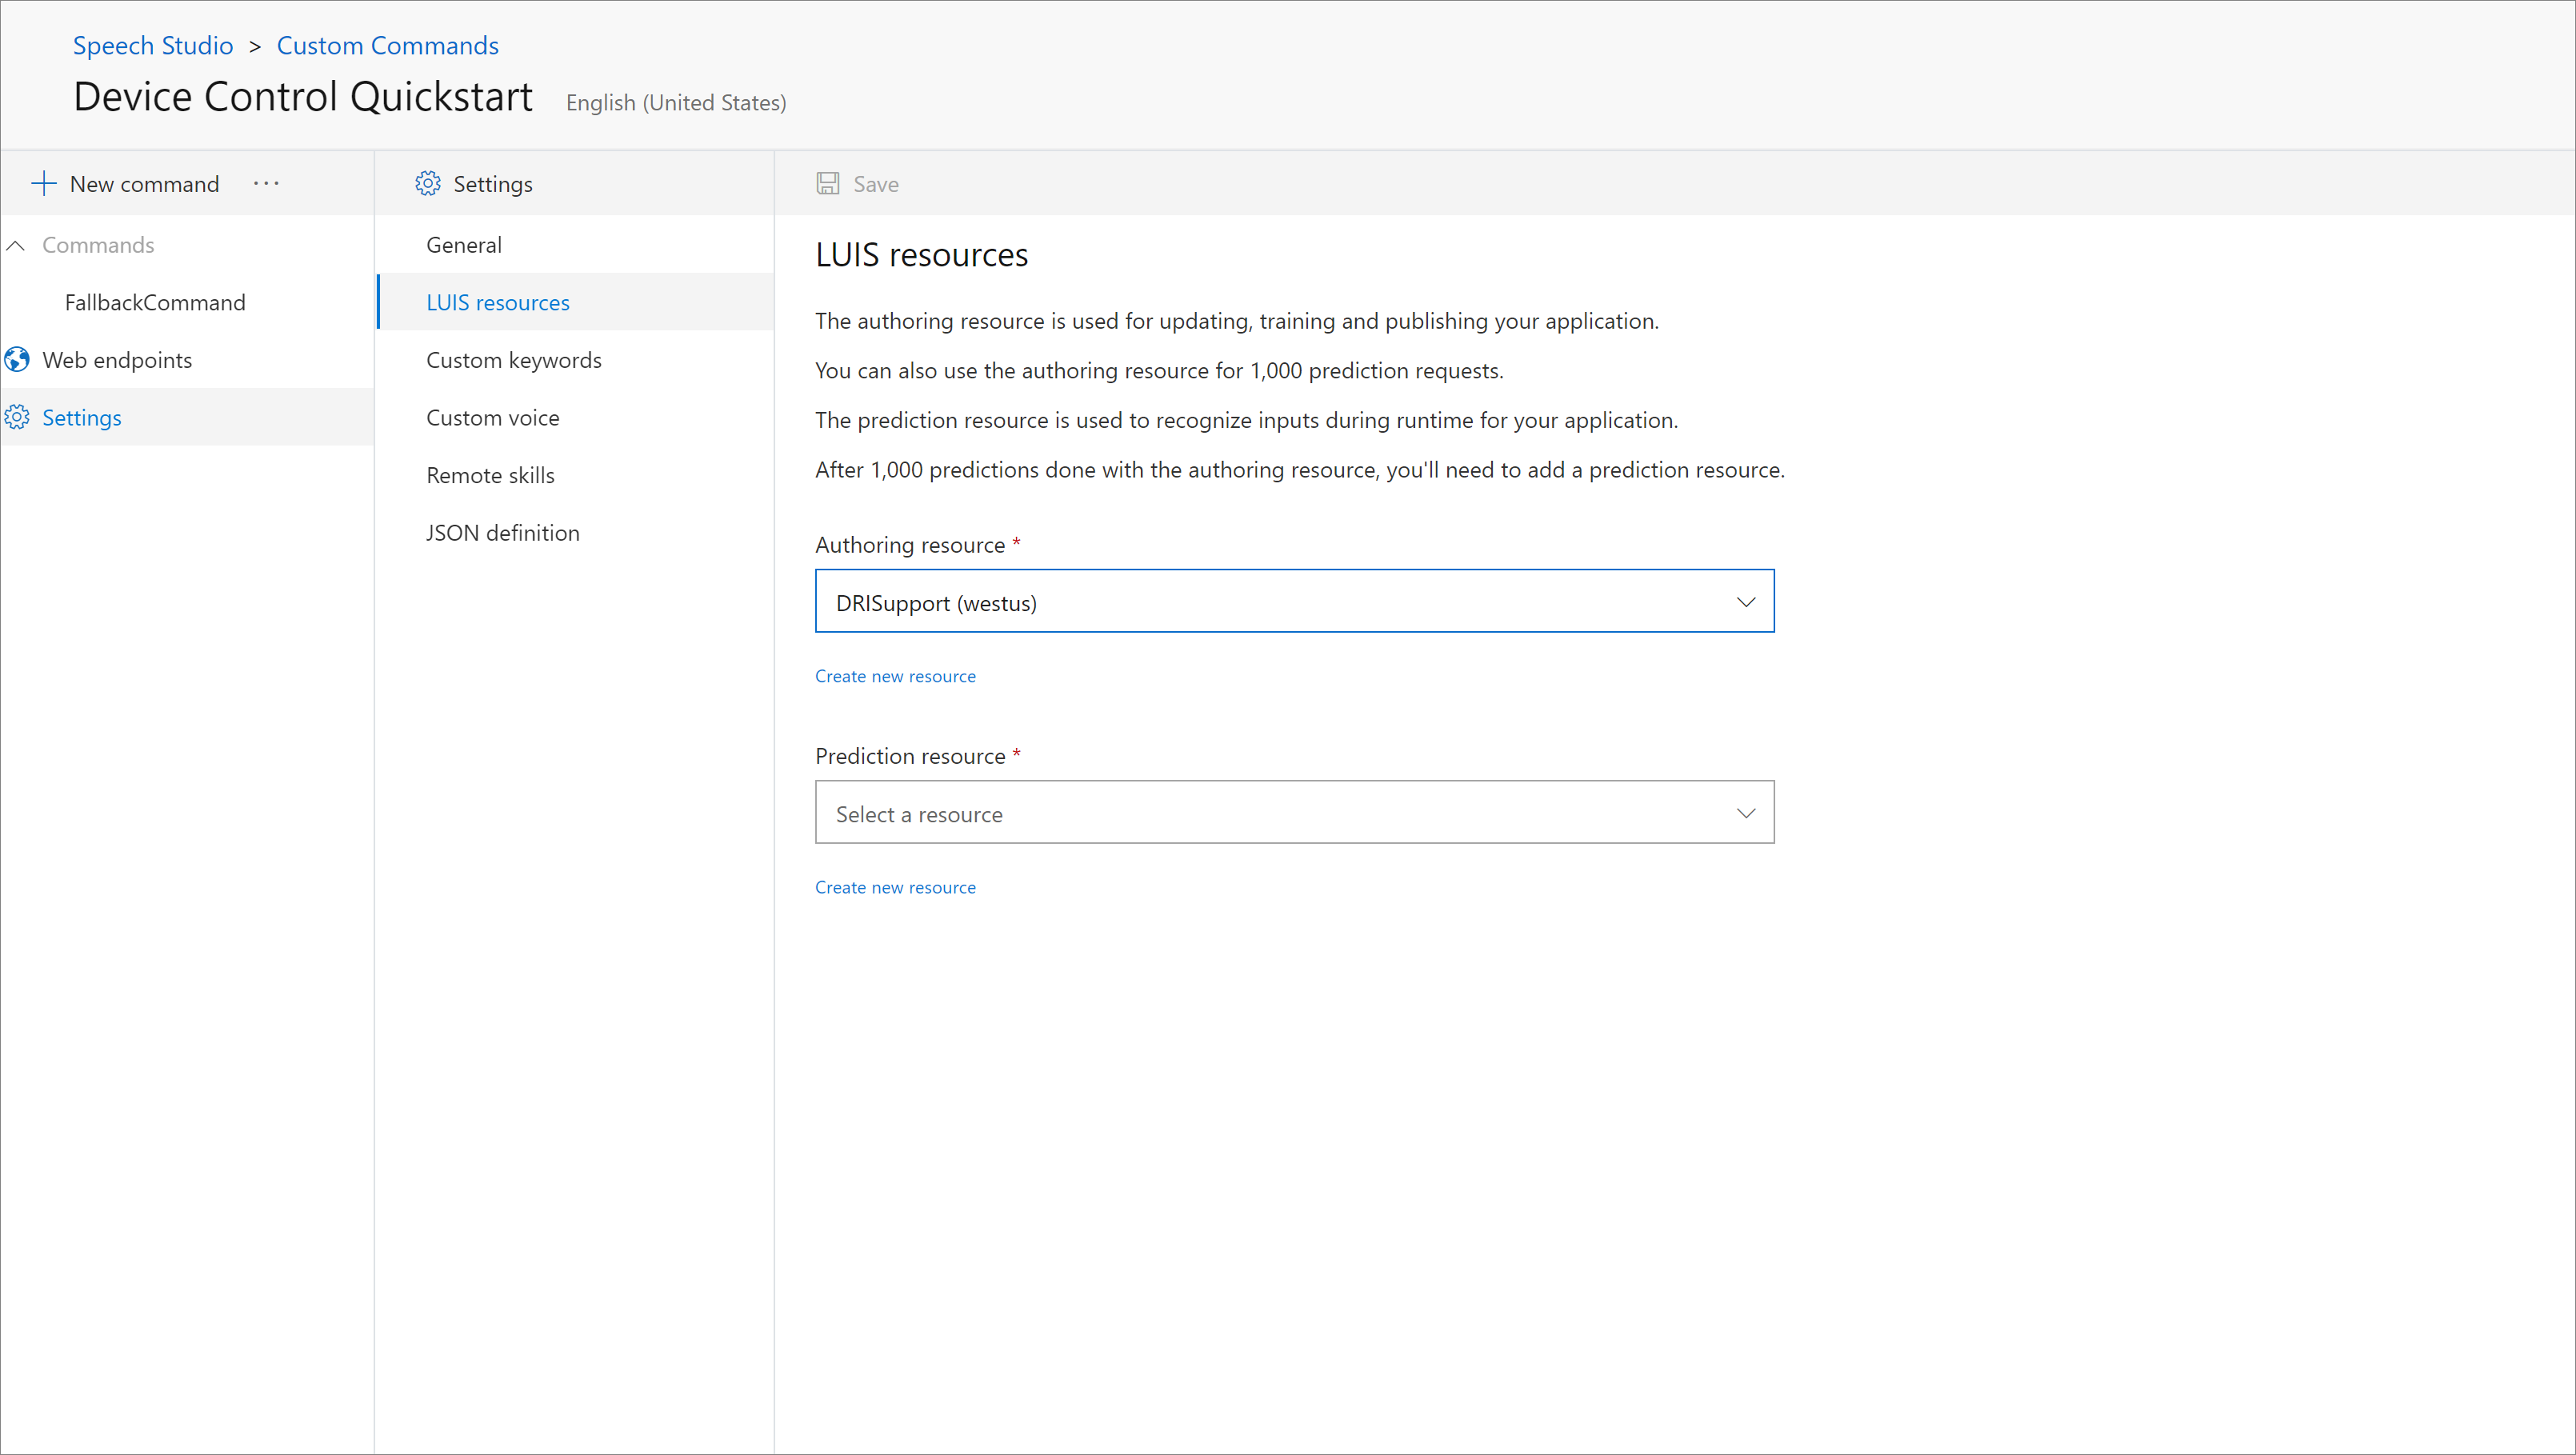 Speech Studio > Custom Commands
Device Control Quickstart English (United States)
New command ...
Commands
FallbackCommand
Web endpoints
Settings
Settings
General
LUIS resources
Custom keywords
Custom voice
Remote skills
JSON definition
Save
LUIS resources
The authoring resource is used for updating, training and publishing your application.
You can also use the authoring resource for 1,000 prediction requests.
The prediction resource is used to recognize inputs during runtime for your application.
After 1,000 predictions done with the authoring resource, you'll need to add a prediction resource.
Authoring resource *
DRISupport (westus)
Create new resource
Prediction resource *
Select a resource
Create new resource